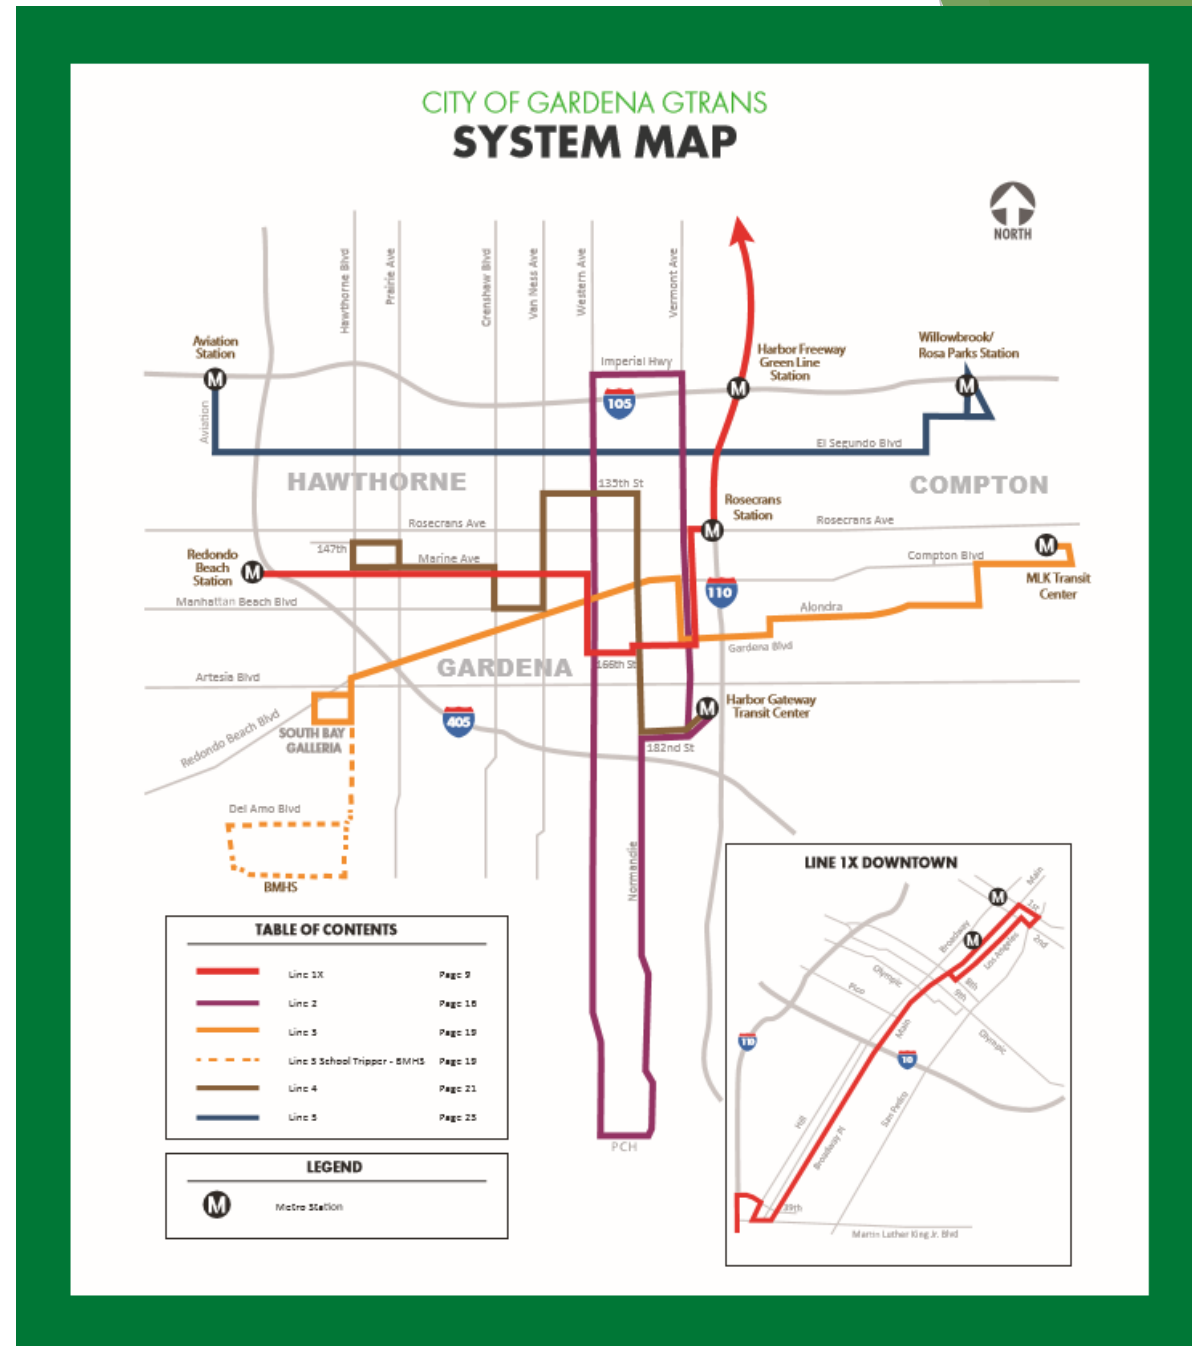 CITY OF GARDENA GTRANS
SYSTEM MAP
NORTH
Hawthorne Blvd
Prairie Ave
Crenshaw Blvd
Van Ness Ave
Western Ave
Vermont Ave
Aviation
Station
M
Aviation
Imperial Hwy
105
Harbor Freeway
Green Line
Station
M
Willowbrook/
Rosa Parks Station
M
El Segundo Blvd
HAWTHORNE
COMPTON
135th St
Rosecrans
Station
M
Rosecrans Ave
Rosecrans Ave
147th
Marine Ave
Redondo
Beach
Station
M
Compton Blvd
M
MLK Transit
Center
110
Manhattan Beach Blvd
Alondra
Gardena Blvd
GARDENA
166th St
Artesia Blvd
Harbor Gateway
Transit Center
M
Redondo Beach Blvd
SOUTH BAY
GALLERIA
405
182nd St
Del Amo Blvd
BMHS
Normandie
PCH
TABLE OF CONTENTS
Line 1X Page 9
Line 2 Page 16
Line 3 Page 19
Line 3 School Tripper - BMHS Page 19
Line 4 Page 21
Line 5 Page 23
LEGEND
M Metro Station
LINE 1X DOWNTOWN
M
Main
1st
2nd
Broadway
M
Los Angeles
8th
9th
Olympic
Pico
Main
Olympic
110
10
San Pedro
Hill
Broadway Pl
39th
Martin Luther King Jr. Blvd